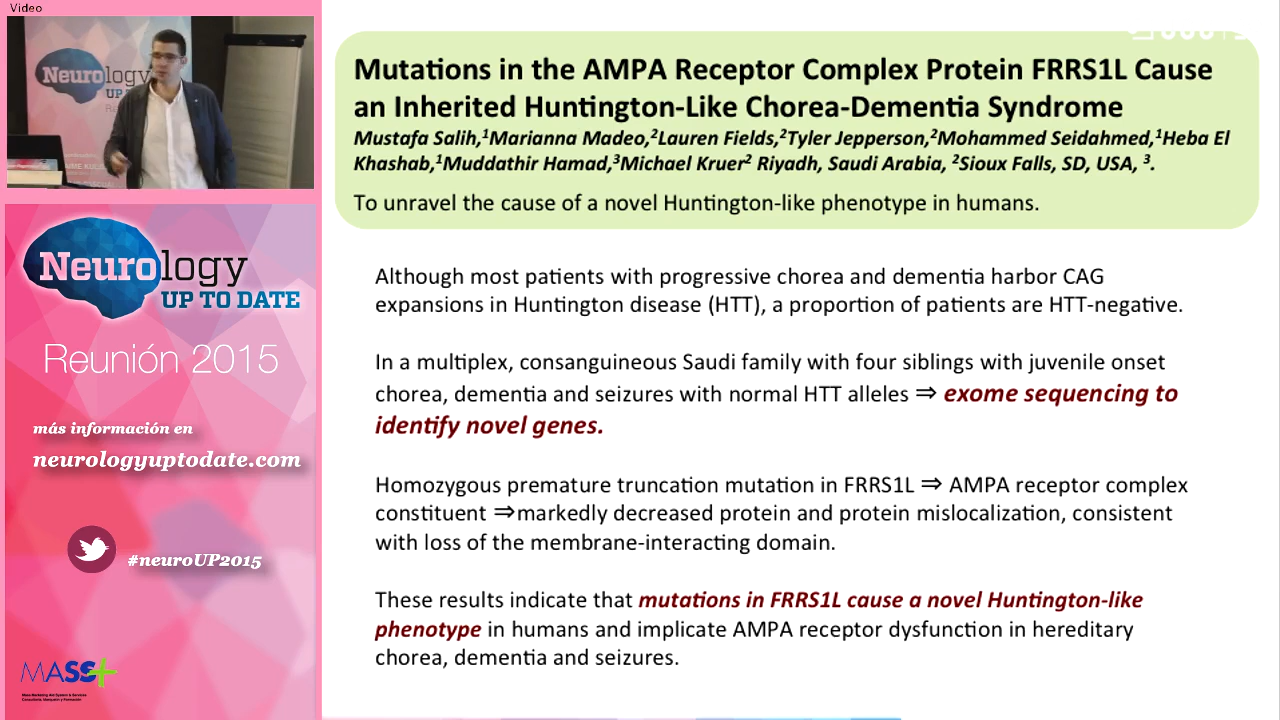 Video
Neurology
UP
Mutations in the AMPA Receptor Complex Protein FRRS1L Cause
an Inherited Huntington-Like Chorea-Dementia Syndrome
Mustafa Salih,¹Marianna Madeo,²Lauren Fields,²Tyler Jepperson,²Mohammed Seidahmed,¹Heba El
Khashab,¹Muddathir Hamad,³Michael Kruer² Riyadh, Saudi Arabia, ²Sioux Falls, SD, USA, ³.
To unravel the cause of a novel Huntington-like phenotype in humans.
Although most patients with progressive chorea and dementia harbor CAG
expansions in Huntington disease (HTT), a proportion of patients are HTT-negative.
In a multiplex, consanguineous Saudi family with four siblings with juvenile onset
chorea, dementia and seizures with normal HTT alleles ⇒ exome sequencing to
identify novel genes.
Homozygous premature truncation mutation in FRRS1L ⇒ AMPA receptor complex
constituent ⇒markedly decreased protein and protein mislocalization, consistent
with loss of the membrane-interacting domain.
These results indicate that mutations in FRRS1L cause a novel Huntington-like
phenotype in humans and implicate AMPA receptor dysfunction in hereditary
chorea, dementia and seizures.
Neurology
UP TO DATE
Reunión 2015
más información en
neurologyuptodate.com
#neuroUP2015
MASS+